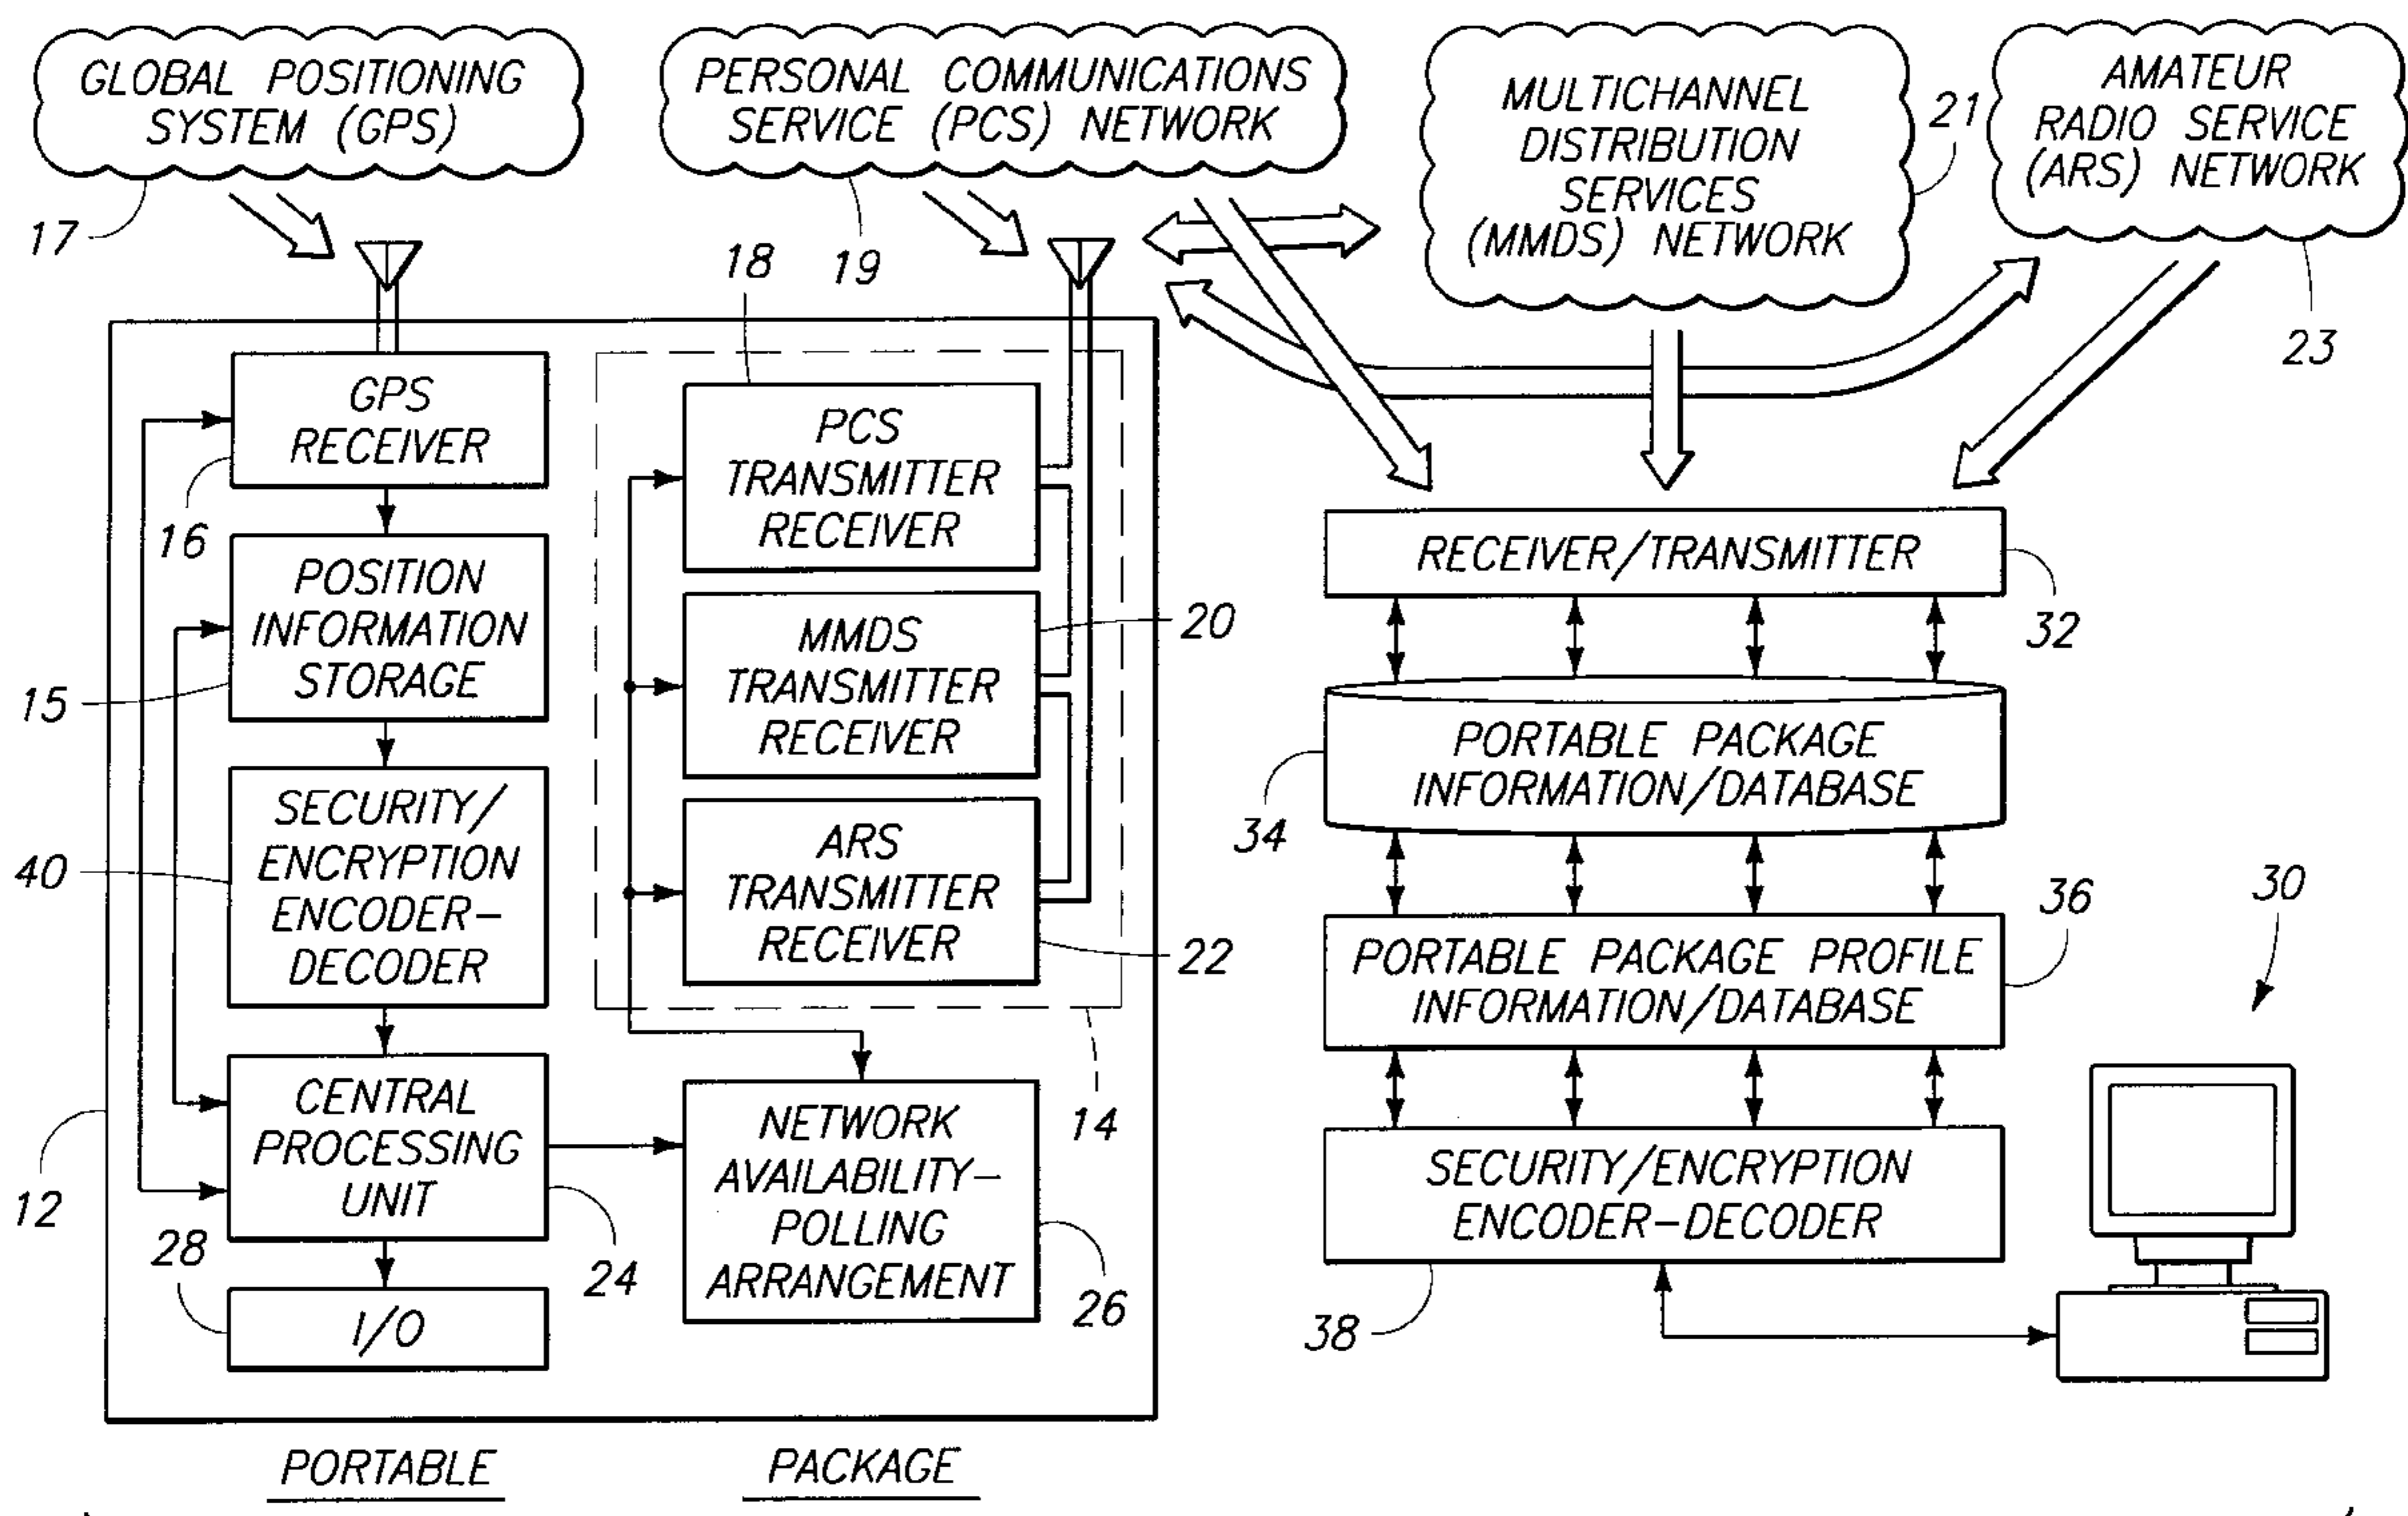 GLOBAL POSITIONING
SYSTEM (GPS)
17
PERSONAL COMMUNICATIONS
SERVICE (PCS) NETWORK
19
MULTICHANNEL
DISTRIBUTION
SERVICES
(MMDS) NETWORK
21
AMATEUR
RADIO SERVICE
(ARS) NETWORK
23
GPS
RECEIVER
16
POSITION
INFORMATION
STORAGE
15
SECURITY/
ENCRYPTION
ENCODER–
DECODER
40
CENTRAL
PROCESSING
UNIT
24
12
28
I/O
18
PCS
TRANSMITTER
RECEIVER
MMDS
TRANSMITTER
RECEIVER
20
ARS
TRANSMITTER
RECEIVER
22
14
NETWORK
AVAILABILITY–
POLLING
ARRANGEMENT
26
PORTABLE PACKAGE
RECEIVER/TRANSMITTER
32
PORTABLE PACKAGE
INFORMATION/DATABASE
34
PORTABLE PACKAGE PROFILE
INFORMATION/DATABASE
36
SECURITY/ENCRYPTION
ENCODER–DECODER
38
30